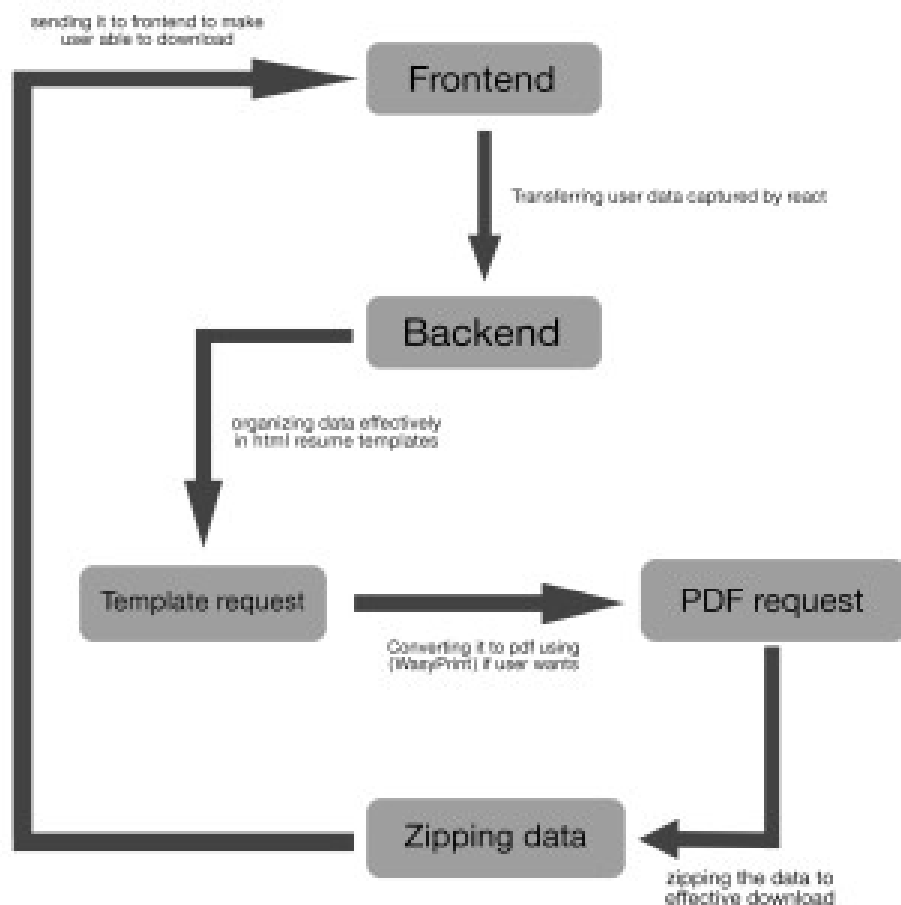 sending it to frontend to make
user able to download
Frontend
Transferring user data captured by react
Backend
organizing data effectively
in html resume templates
Template request
PDF request
Converting it to pdf using
(WasyPrint) if user wants
Zipping data
zipping the data to
effective download